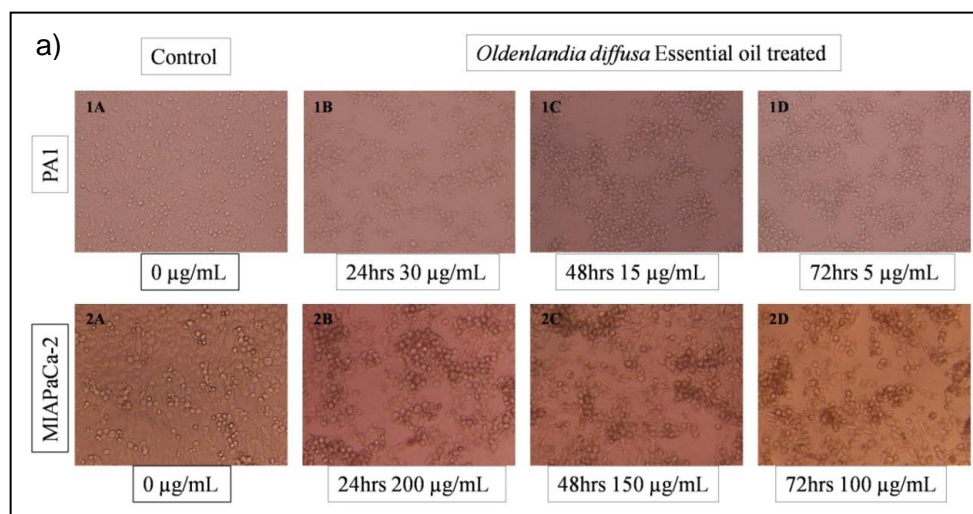 a)
Control
Oldenlandia diffusa Essential oil treated
PA1
1A
1B
1C
1D
0 µg/mL
24hrs 30 µg/mL
48hrs 15 µg/mL
72hrs 5 µg/mL
MIAPaCa-2
2A
2B
2C
2D
0 µg/mL
24hrs 200 µg/mL
48hrs 150 µg/mL
72hrs 100 µg/mL